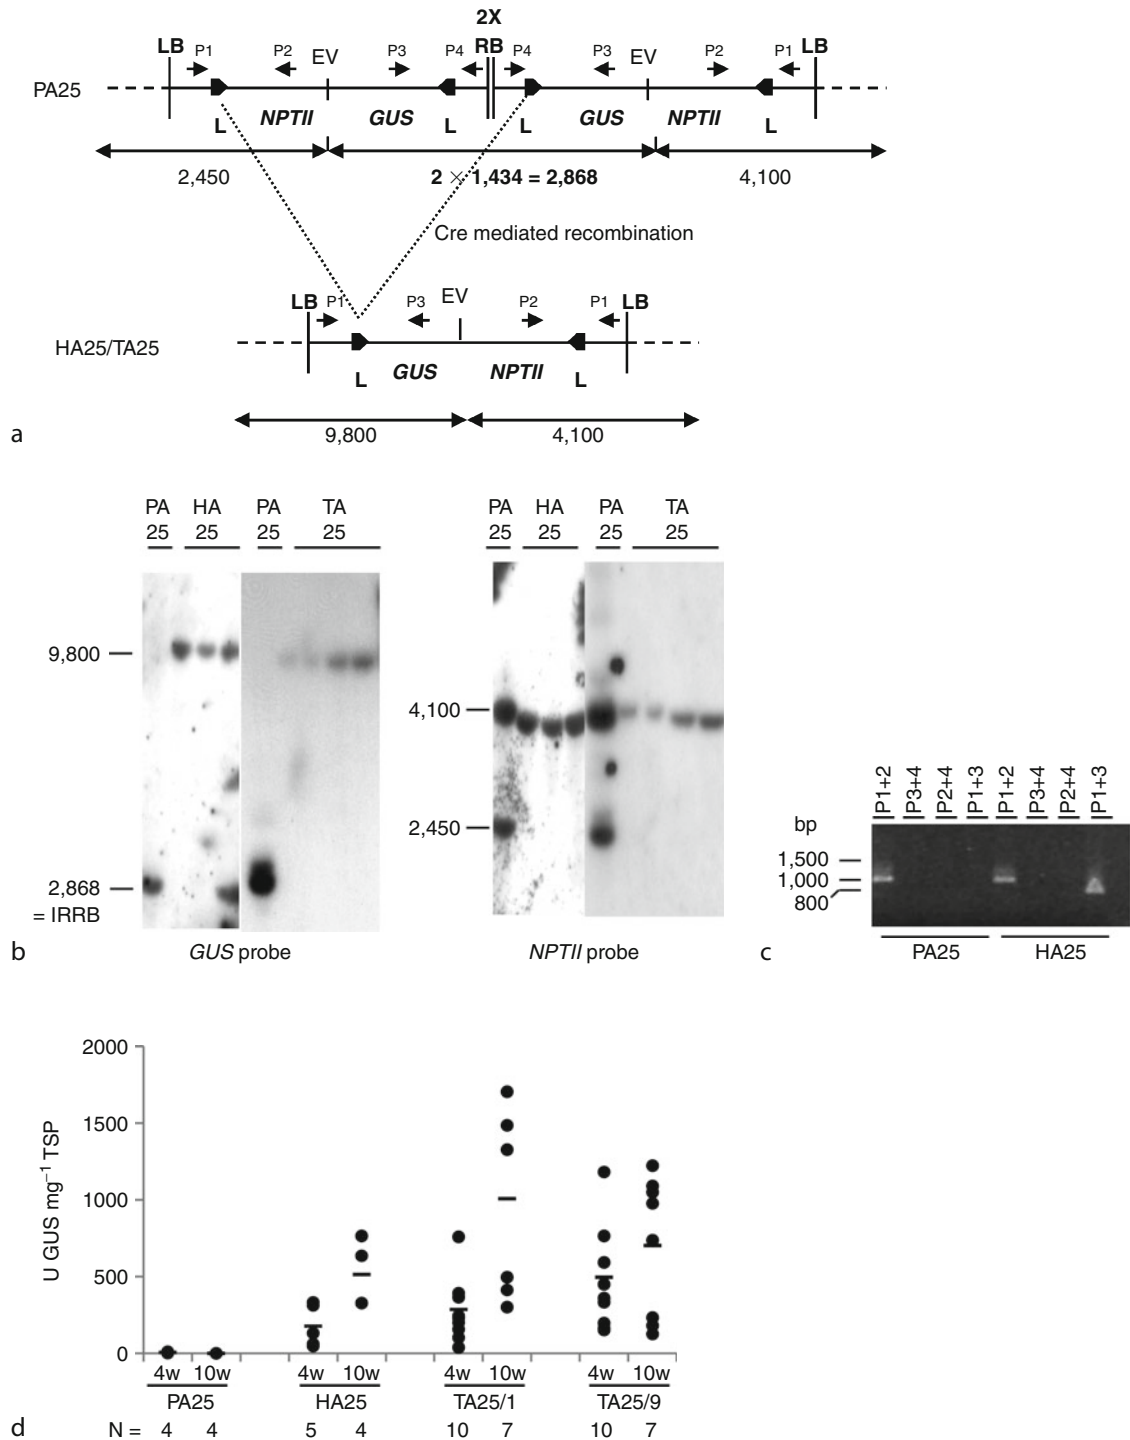 2X
LB P1 P2 EV P3 P4 RB P4 P3 EV P2 P1 LB
PA25
L NPTII GUS L L GUS NPTII L
2,450 2 × 1,434 = 2,868 4,100
Cre mediated recombination
LB P1 P3 EV P2 P1 LB
HA25/TA25
L GUS NPTII L
9,800 4,100
a
PA HA PA TA PA HA PA TA
25 25 25 25 25 25 25 25
9,800
2,868
= IRRB
GUS probe
b
4,100
2,450
NPTII probe
P1+2 P3+4 P2+4 P1+3 P1+2 P3+4 P2+4 P1+3
bp
1,500
1,000
800
PA25 HA25
c
U GUS mg⁻¹ TSP
2000
1500
1000
500
0
4w 10w 4w 10w 4w 10w 4w 10w
PA25 HA25 TA25/1 TA25/9
N = 4 4 5 4 10 7 10 7
d